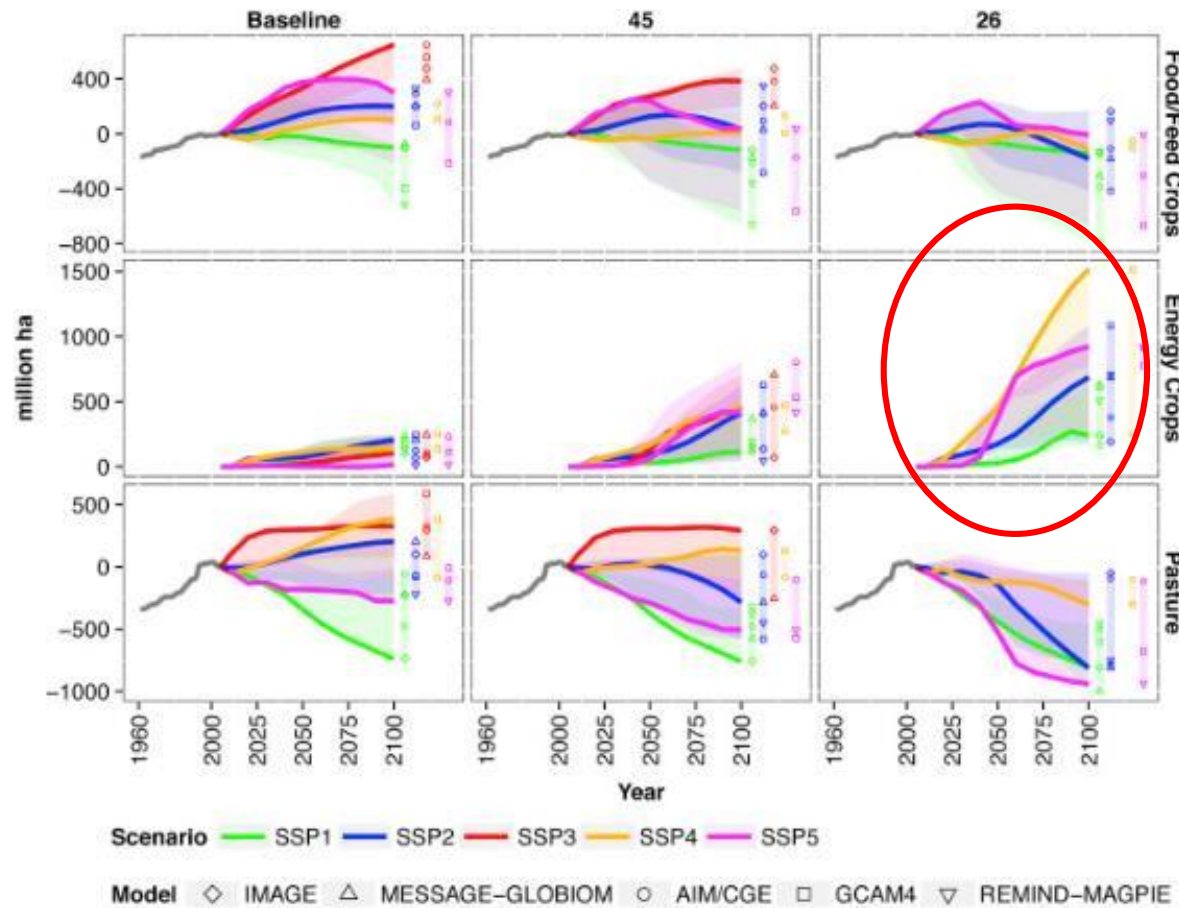 Baseline 45 26
400
0
−400
−800
Food/Feed Crops
1500
1000
500
0
Energy Crops
500
0
−500
−1000
Pasture
million ha
1960 2000 2025 2050 2075 2100 1960 2000 2025 2050 2075 2100 1960 2000 2025 2050 2075 2100
Year
Scenario SSP1 SSP2 SSP3 SSP4 SSP5
Model IMAGE MESSAGE−GLOBIOM AIM/CGE GCAM4 REMIND−MAGPIE